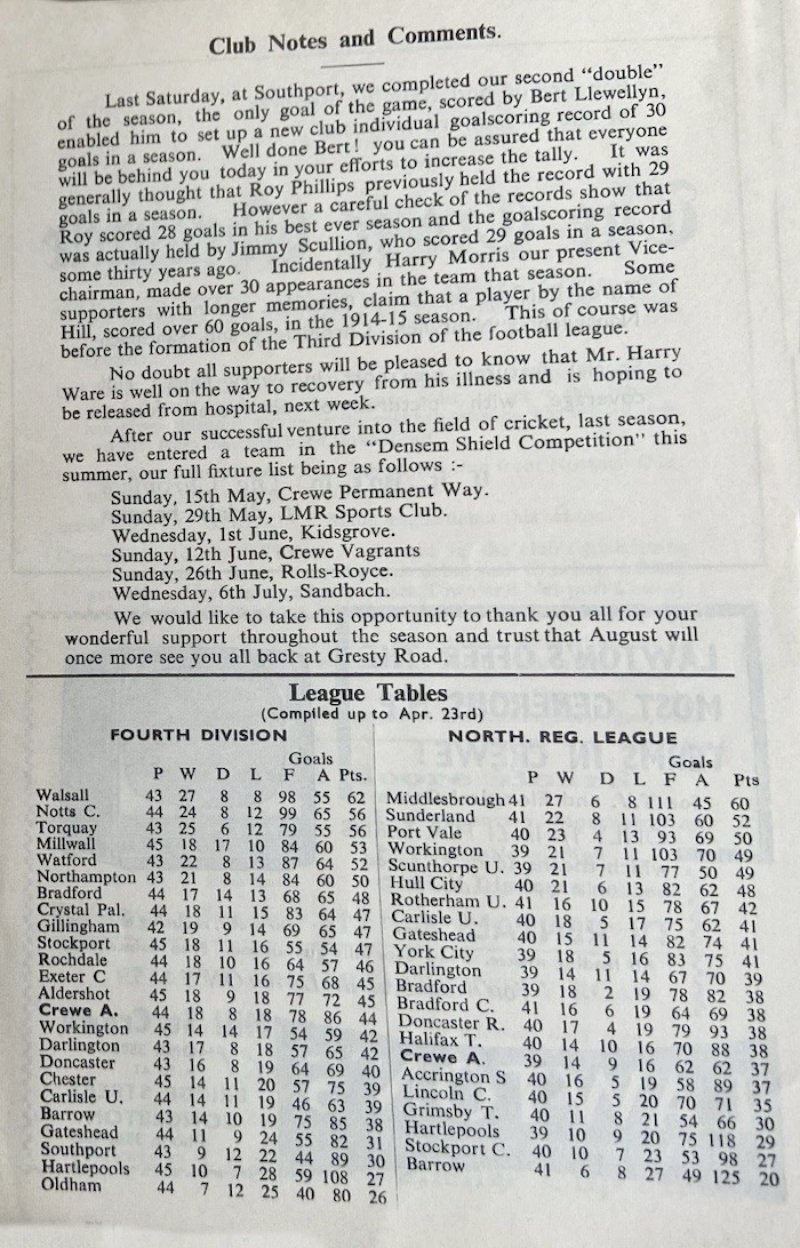 Club Notes and Comments.
Last Saturday, at Southport, we completed our second "double"
of the season, the only goal of the game, scored by Bert Llewellyn,
enabled him to set up a new club individual goalscoring record of 30
goals in a season. Well done Bert! you can be assured that everyone
will be behind you today in your efforts to increase the tally. It was
generally thought that Roy Phillips previously held the record with 29
goals in a season. However a careful check of the records show that
Roy scored 28 goals in his best ever season and the goalscoring record
was actually held by Jimmy Scullion, who scored 29 goals in a season,
some thirty years ago. Incidentally Harry Morris our present Vice-
chairman, made over 30 appearances in the team that season. Some
supporters with longer memories, claim that a player by the name of
Hill, scored over 60 goals, in the 1914-15 season. This of course was
before the formation of the Third Division of the football league.
No doubt all supporters will be pleased to know that Mr. Harry
Ware is well on the way to recovery from his illness and is hoping to
be released from hospital, next week.
After our successful venture into the field of cricket, last season,
we have entered a team in the "Densem Shield Competition" this
summer, our full fixture list being as follows :-
Sunday, 15th May, Crewe Permanent Way.
Sunday, 29th May, LMR Sports Club.
Wednesday, 1st June, Kidsgrove.
Sunday, 12th June, Crewe Vagrants
Sunday, 26th June, Rolls-Royce.
Wednesday, 6th July, Sandbach.
We would like to take this opportunity to thank you all for your
wonderful support throughout the season and trust that August will
once more see you all back at Gresty Road.
League Tables
(Compiled up to Apr. 23rd)
FOURTH DIVISION
Goals
P W D L F A Pts.
Walsall 43 27 8 8 98 55 62
Notts C. 44 24 8 12 99 65 56
Torquay 43 25 6 12 79 55 56
Millwall 45 18 17 10 84 60 53
Watford 43 22 8 13 87 64 52
Northampton 43 21 8 14 84 60 50
Bradford 44 17 14 13 68 65 48
Crystal Pal. 44 18 11 15 83 64 47
Gillingham 42 19 9 14 69 65 47
Stockport 45 18 11 16 55 54 47
Rochdale 44 18 10 16 64 57 46
Exeter C 44 17 11 16 75 68 45
Aldershot 45 18 9 18 77 72 45
Crewe A. 44 18 8 18 78 86 44
Workington 45 14 14 17 54 59 42
Darlington 43 17 8 18 57 65 42
Doncaster 43 16 8 19 64 69 40
Chester 45 14 11 20 57 75 39
Carlisle U. 44 14 11 19 46 63 39
Barrow 43 14 10 19 75 85 38
Gateshead 44 11 9 24 55 82 31
Southport 43 9 12 22 44 89 30
Hartlepools 45 10 7 28 59 108 27
Oldham 44 7 12 25 40 80 26
NORTH. REG. LEAGUE
Goals
P W D L F A Pts
Middlesbrough 41 27 6 8 111 45 60
Sunderland 41 22 8 11 103 60 52
Port Vale 40 23 4 13 93 69 50
Workington 39 21 7 11 103 70 49
Scunthorpe U. 39 21 7 11 77 50 49
Hull City 40 21 6 13 82 62 48
Rotherham U. 41 16 10 15 78 67 42
Carlisle U. 40 18 5 17 75 62 41
Gateshead 40 15 11 14 82 74 41
York City 39 18 5 16 83 75 41
Darlington 39 14 11 14 67 70 39
Bradford 39 18 2 19 78 82 38
Bradford C. 41 16 6 19 64 69 38
Doncaster R. 40 17 4 19 79 93 38
Halifax T. 40 14 10 16 70 88 38
Crewe A. 39 14 9 16 62 62 37
Accrington S 40 16 5 19 58 89 37
Lincoln C. 40 15 5 20 70 71 35
Grimsby T. 40 11 8 21 54 66 30
Hartlepools 39 10 9 20 75 118 29
Stockport C. 40 10 7 23 53 98 27
Barrow 41 6 8 27 49 125 20